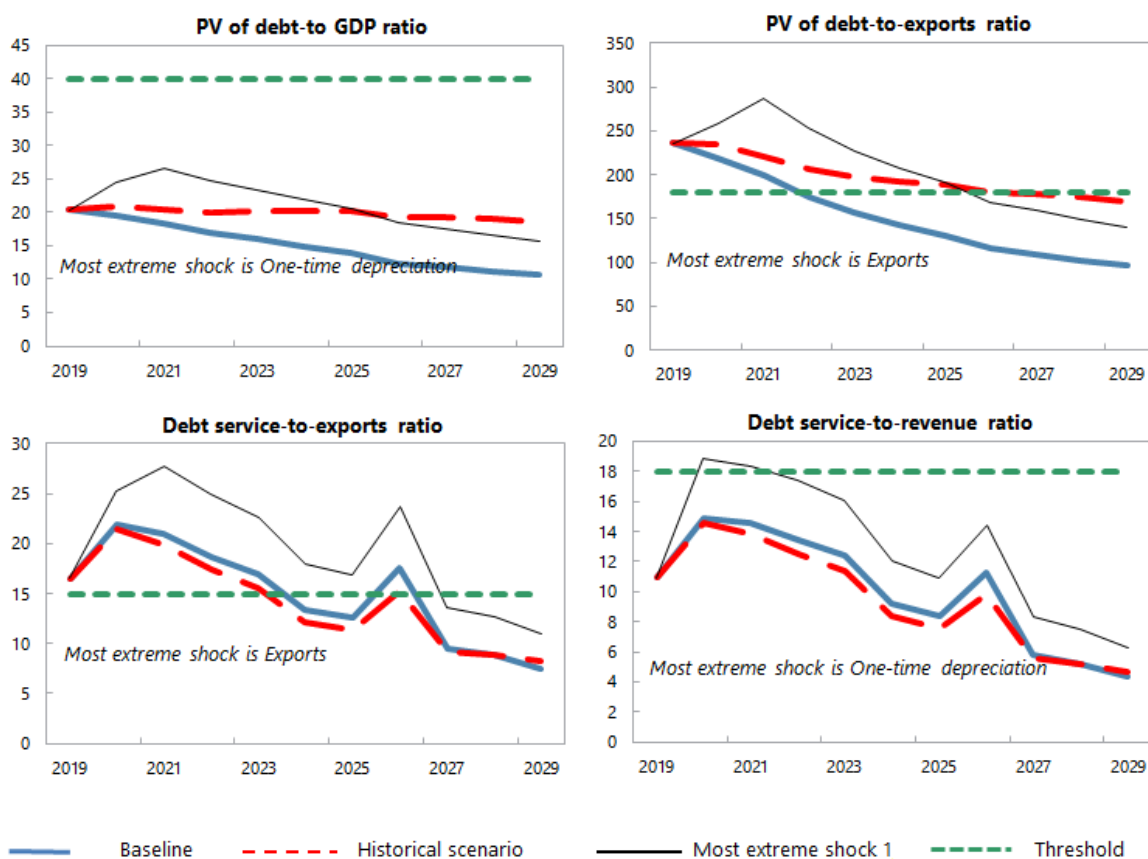 PV of debt-to GDP ratio
45
40
35
30
25
20
15
10
5
0
Most extreme shock is One-time depreciation
2019 2021 2023 2025 2027 2029
PV of debt-to-exports ratio
350
300
250
200
150
100
50
0
Most extreme shock is Exports
2019 2021 2023 2025 2027 2029
Debt service-to-exports ratio
30
25
20
15
10
5
0
Most extreme shock is Exports
2019 2021 2023 2025 2027 2029
Debt service-to-revenue ratio
20
18
16
14
12
10
8
6
4
2
0
Most extreme shock is One-time depreciation
2019 2021 2023 2025 2027 2029
Baseline Historical scenario Most extreme shock 1 Threshold